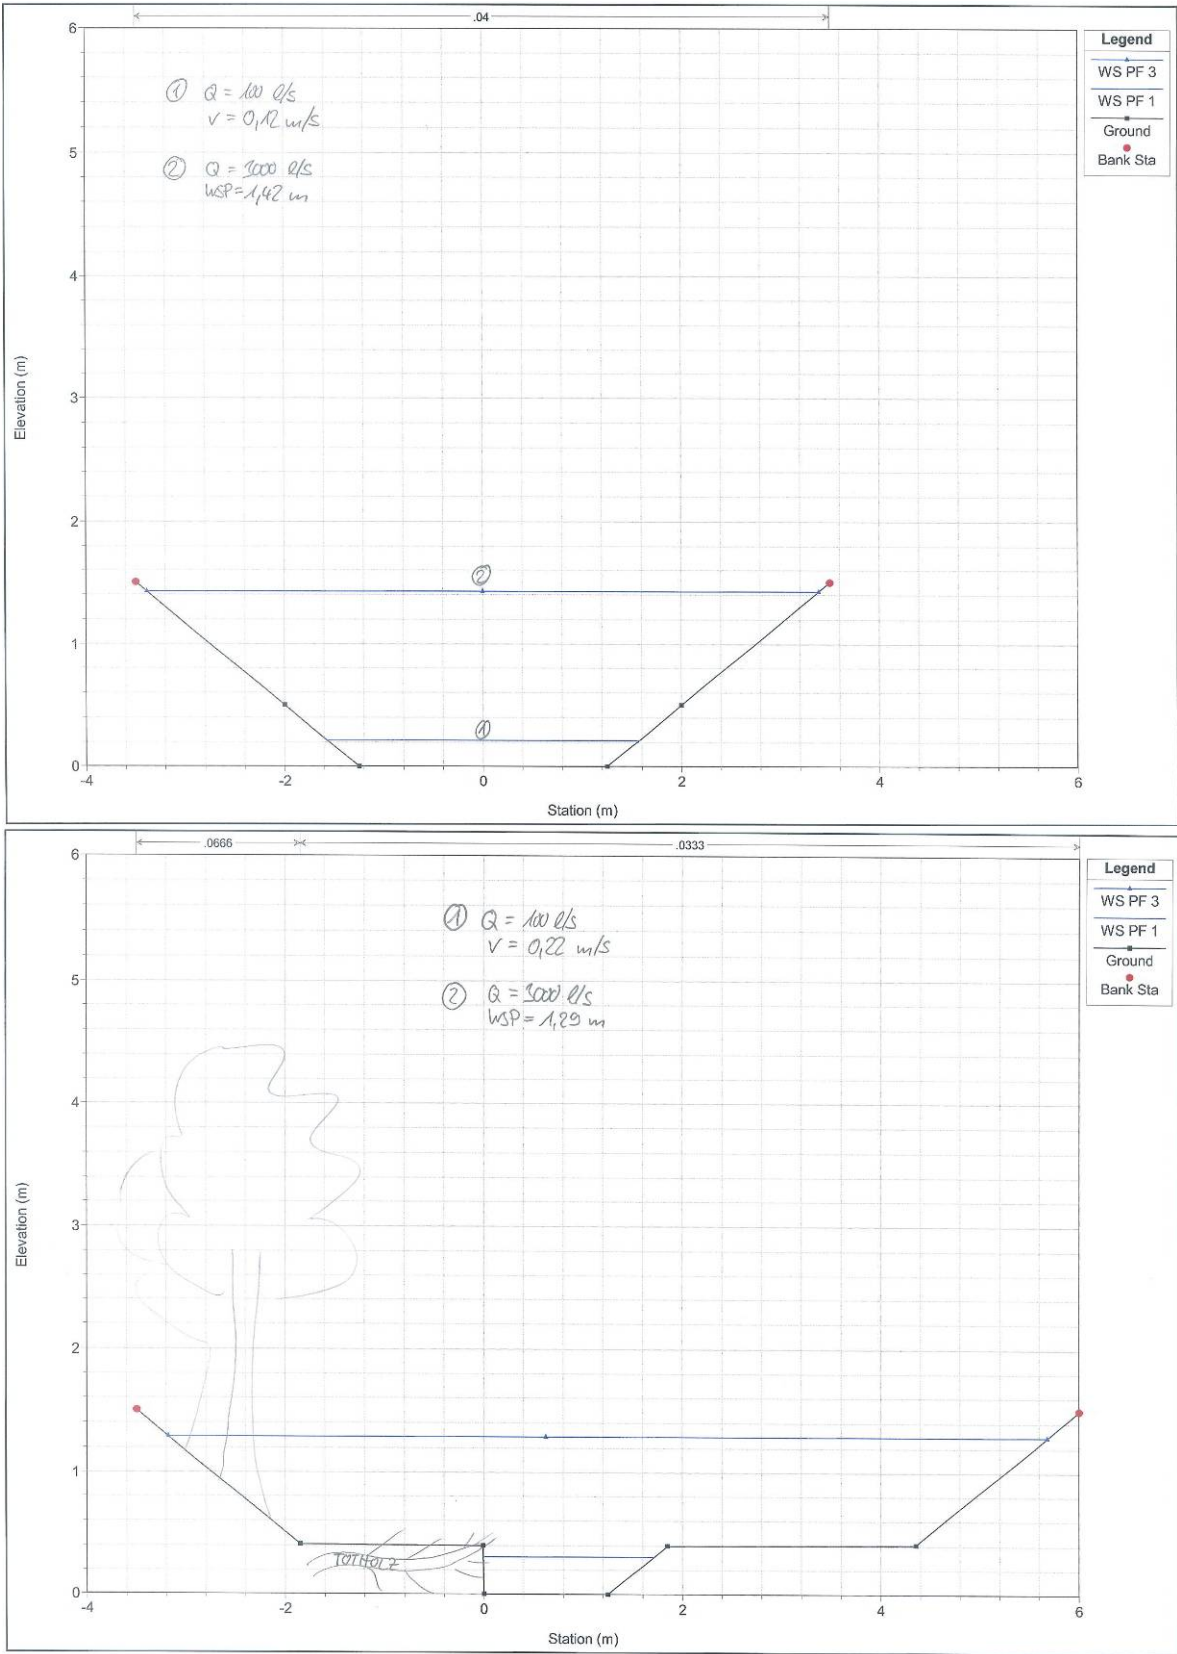 .04
Legend
WS PF 3
WS PF 1
Ground
Bank Sta
① Q = 100 l/s
v = 0,12 m/s
② Q = 3000 l/s
WSP = 1,42 m
②
①
6
5
4
3
2
1
0
Elevation (m)
-4 -2 0 2 4 6
Station (m)
.0666 .0333
Legend
WS PF 3
WS PF 1
Ground
Bank Sta
① Q = 100 l/s
v = 0,22 m/s
② Q = 3000 l/s
WSP = 1,29 m
TOTHOLZ
6
5
4
3
2
1
0
Elevation (m)
-4 -2 0 2 4 6
Station (m)